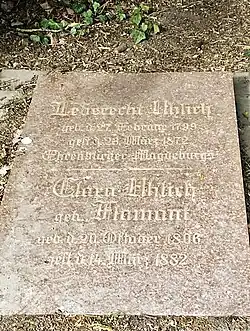 Leberecht Uhlich
geb. d. 27. Februar 1799
gest. d. 23. März 1872
Ehrenbürger Magdeburgs
Clara Uhlich
geb.
geb. d. 20. Oktober 1806
gest. d. 14. März 1882